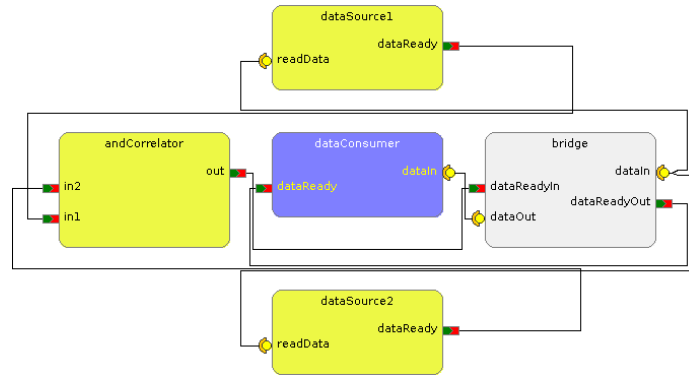 dataSource1
dataReady
readData
andCorrelator
out
in2
in1
dataConsumer
dataIn
dataReady
bridge
dataIn
dataReadyIn
dataReadyOut
dataOut
dataSource2
dataReady
readData